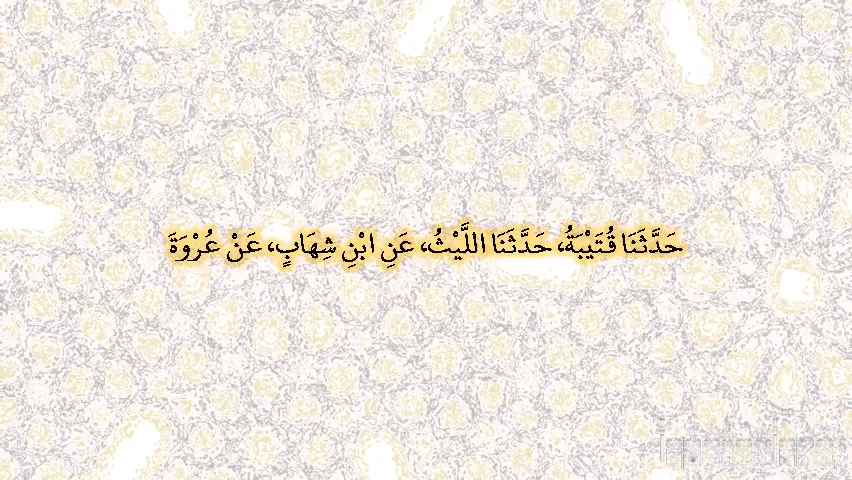 حَدَّثَنَا قُتَيْبَةُ، حَدَّثَنَا اللَّيْثُ، عَنِ ابْنِ شِهَابٍ، عَنْ عُرْوَةَ